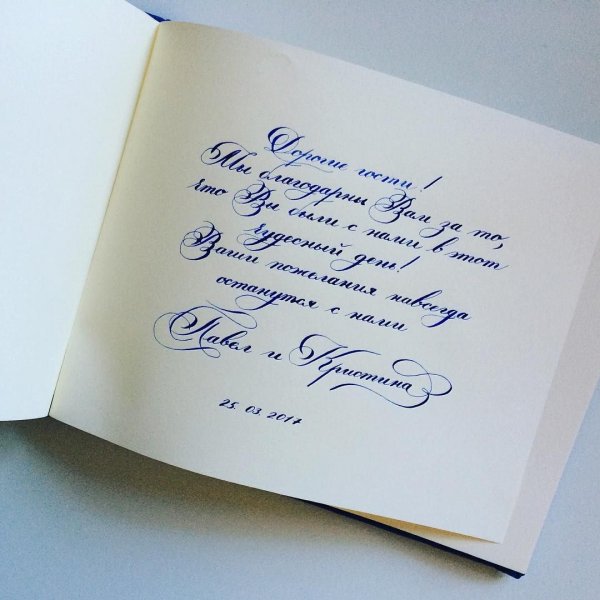 Дорогие гости!
Мы благодарны Вам за то,
что Вы были с нами в этот
чудесный день!
Ваши пожелания навсегда
останутся с нами
Павел и Кристина
25.03.2017